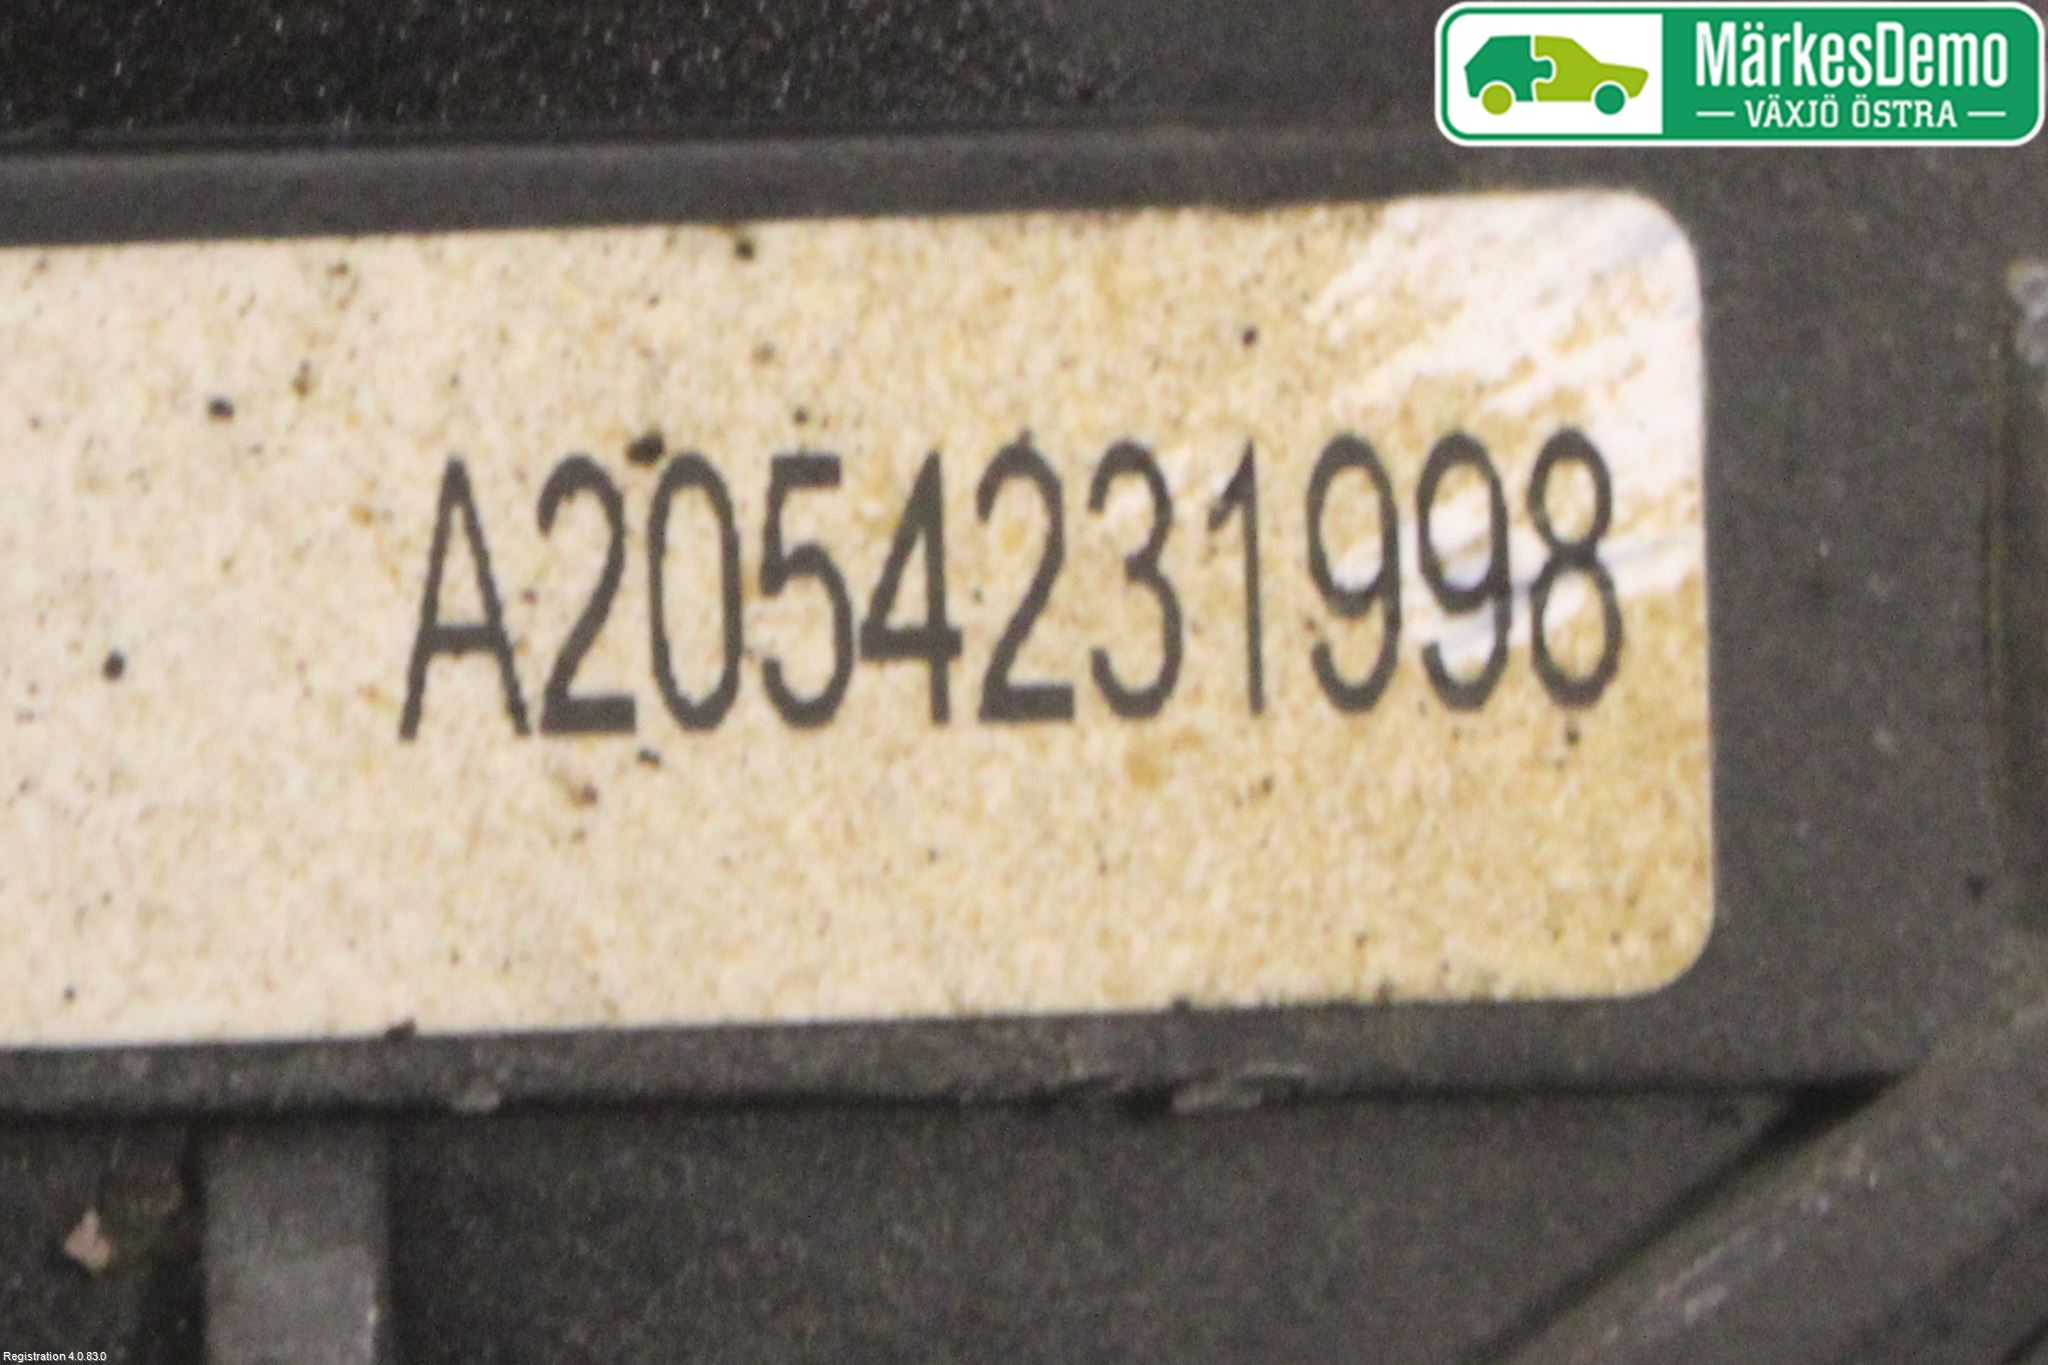 MärkesDemo
VÄXJÖ ÖSTRA
A2054231998
Registration 4.0.83.0